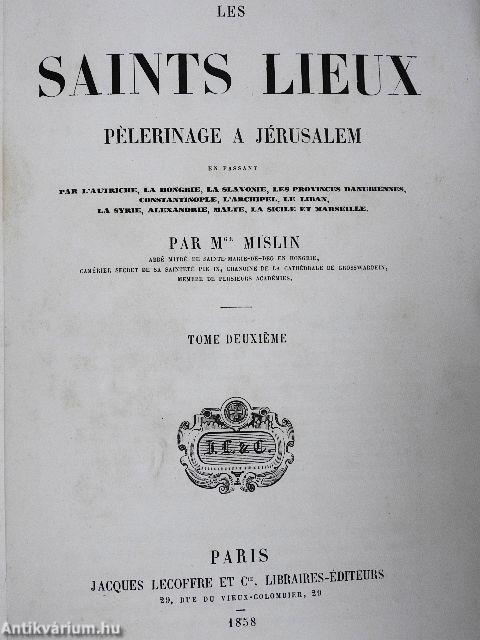 LES
SAINTS LIEUX
PÈLERINAGE A JÉRUSALEM
EN PASSANT
PAR L'AUTRICHE, LA HONGRIE, LA SLAVONIE, LES PROVINCES DANUBIENNES,
CONSTANTINOPLE, L'ARCHIPEL, LE LIBAN,
LA SYRIE, ALEXANDRIE, MALTE, LA SICILE ET MARSEILLE.
PAR Mgr MISLIN
ABBÉ MITRÉ DE SAINTE-MARIE-DE-DEG EN HONGRIE,
CAMÉRIER SECRET DE SA SAINTETÉ PIE IX, CHANOINE DE LA CATHÉDRALE DE GROSSWARDEIN,
MEMBRE DE PLUSIEURS ACADÉMIES.
TOME DEUXIÈME
J.L.&C.
PARIS
JACQUES LECOFFRE ET Cie, LIBRAIRES-ÉDITEURS
29, RUE DU VIEUX-COLOMBIER, 29
1858
Antikvárium.hu